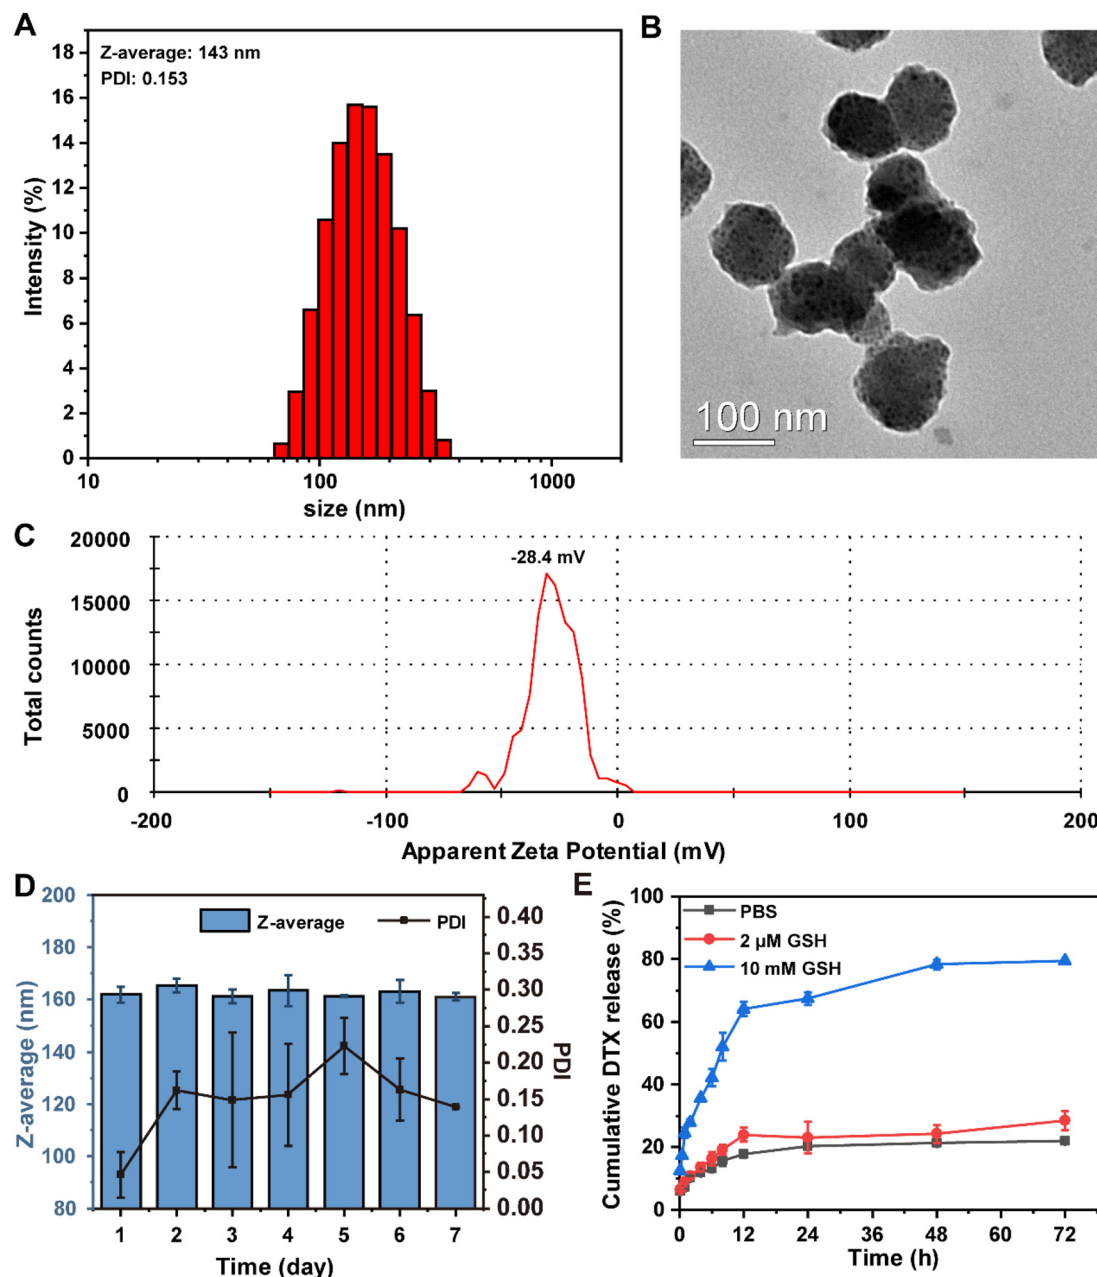 A
Z-average: 143 nm
PDI: 0.153
Intensity (%)
18
16
14
12
10
8
6
4
2
0
10
100
1000
size (nm)
B
100 nm
C
-28.4 mV
Total counts
20000
15000
10000
5000
0
-200
-100
0
100
200
Apparent Zeta Potential (mV)
D
Z-average
PDI
Z-average (nm)
200
180
160
140
120
100
80
PDI
0.40
0.35
0.30
0.25
0.20
0.15
0.10
0.05
0.00
1 2 3 4 5 6 7
Time (day)
E
PBS
2 μM GSH
10 mM GSH
Cumulative DTX release (%)
100
80
60
40
20
0
0 12 24 36 48 60 72
Time (h)